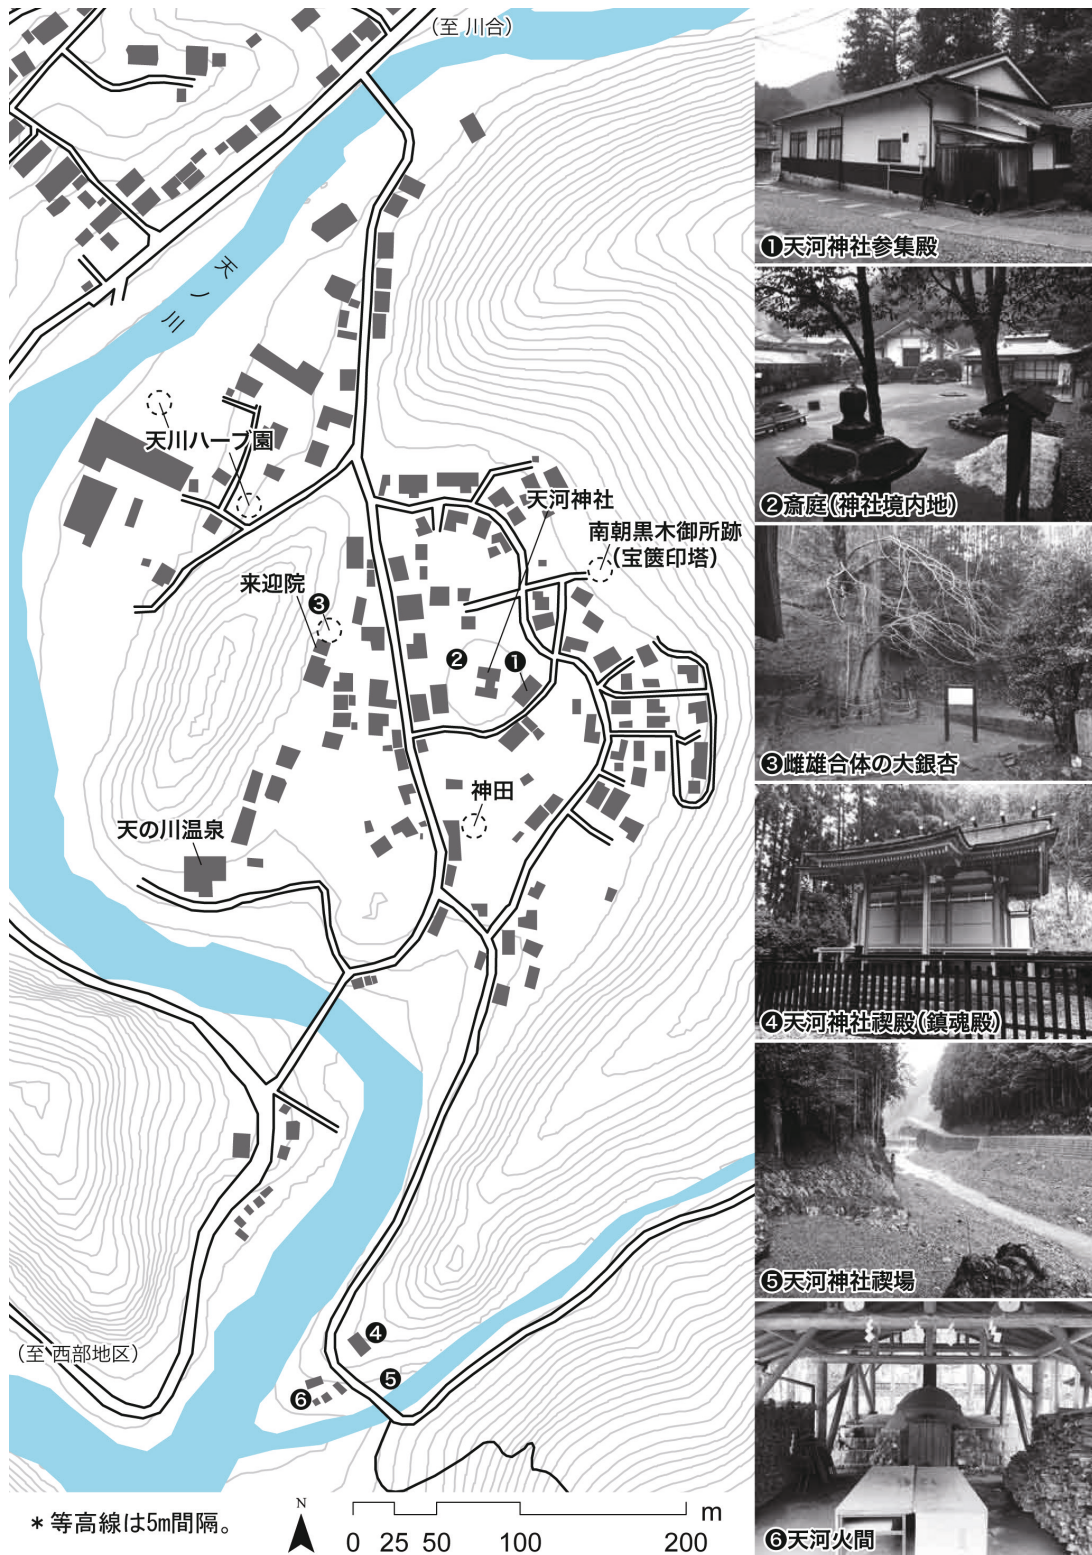 (至 川合)
天ノ川
天川ハーブ園
天河神社
南朝黒木御所跡
(宝篋印塔)
来迎院
❸
❷
❶
神田
天の川温泉
❹
❺
❻
(至 西部地区)
*等高線は5m間隔。
N
0 25 50 100 200 m
❶天河神社参集殿
❷斎庭(神社境内地)
❸雌雄合体の大銀杏
❹天河神社禊殿(鎮魂殿)
❺天河神社禊場
❻天河火間